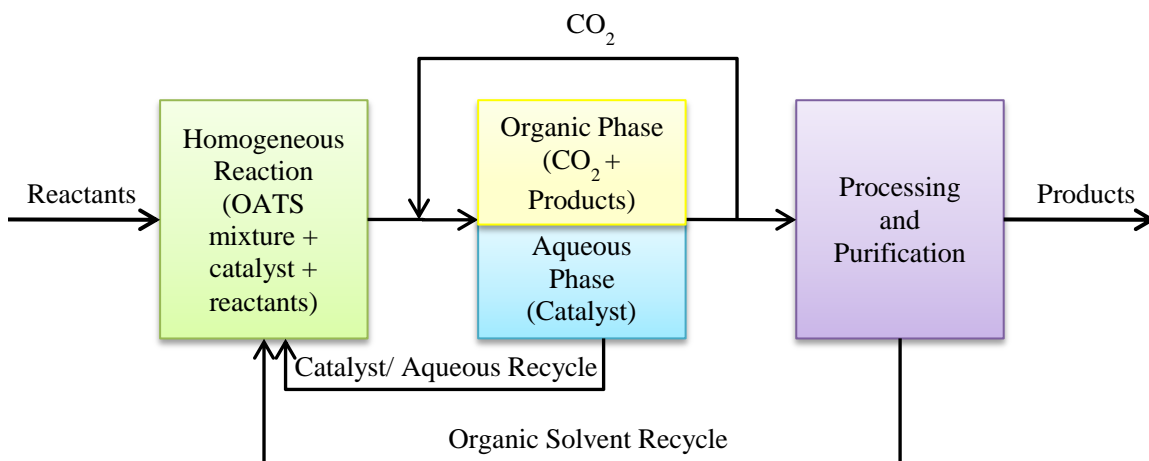 CO2
Reactants
Homogeneous
Reaction
(OATS
mixture +
catalyst +
reactants)
Organic Phase
(CO2 +
Products)
Aqueous
Phase
(Catalyst)
Processing
and
Purification
Products
Catalyst/ Aqueous Recycle
Organic Solvent Recycle